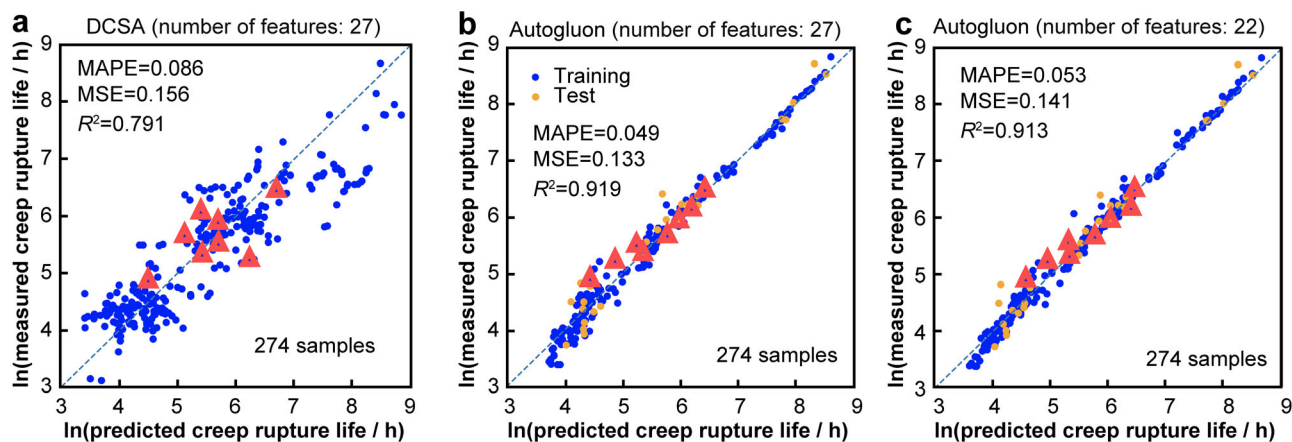 a
DCSA (number of features: 27)
MAPE=0.086
MSE=0.156
R²=0.791
274 samples
9
8
7
6
5
4
3
3 4 5 6 7 8 9
ln(measured creep rupture life / h)
ln(predicted creep rupture life / h)
b
Autogluon (number of features: 27)
Training
Test
MAPE=0.049
MSE=0.133
R²=0.919
274 samples
9
8
7
6
5
4
3
3 4 5 6 7 8 9
ln(measured creep rupture life / h)
ln(predicted creep rupture life / h)
c
Autogluon (number of features: 22)
MAPE=0.053
MSE=0.141
R²=0.913
274 samples
9
8
7
6
5
4
3
3 4 5 6 7 8 9
ln(measured creep rupture life / h)
ln(predicted creep rupture life / h)